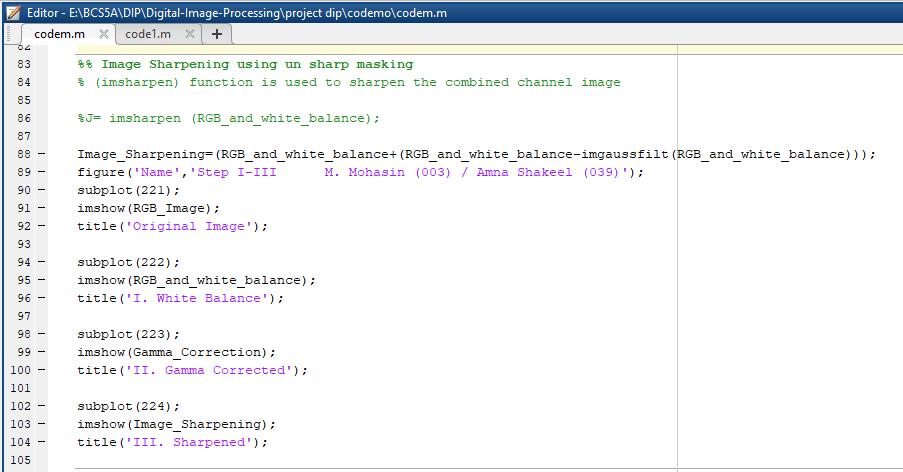 Editor - E:\BCS5A\DIP\Digital-Image-Processing\project dip\codemo\codem.m
codem.m × code1.m × +
82
83 %% Image Sharpening using un sharp masking
84 % (imsharpen) function is used to sharpen the combined channel image
85
86 %J= imsharpen (RGB_and_white_balance);
87
88 – Image_Sharpening=(RGB_and_white_balance+(RGB_and_white_balance-imgaussfilt(RGB_and_white_balance)));
89 – figure('Name','Step I-III      M. Mohasin (003) / Amna Shakeel (039)');
90 – subplot(221);
91 – imshow(RGB_Image);
92 – title('Original Image');
93
94 – subplot(222);
95 – imshow(RGB_and_white_balance);
96 – title('I. White Balance');
97
98 – subplot(223);
99 – imshow(Gamma_Correction);
100 – title('II. Gamma Corrected');
101
102 – subplot(224);
103 – imshow(Image_Sharpening);
104 – title('III. Sharpened');
105